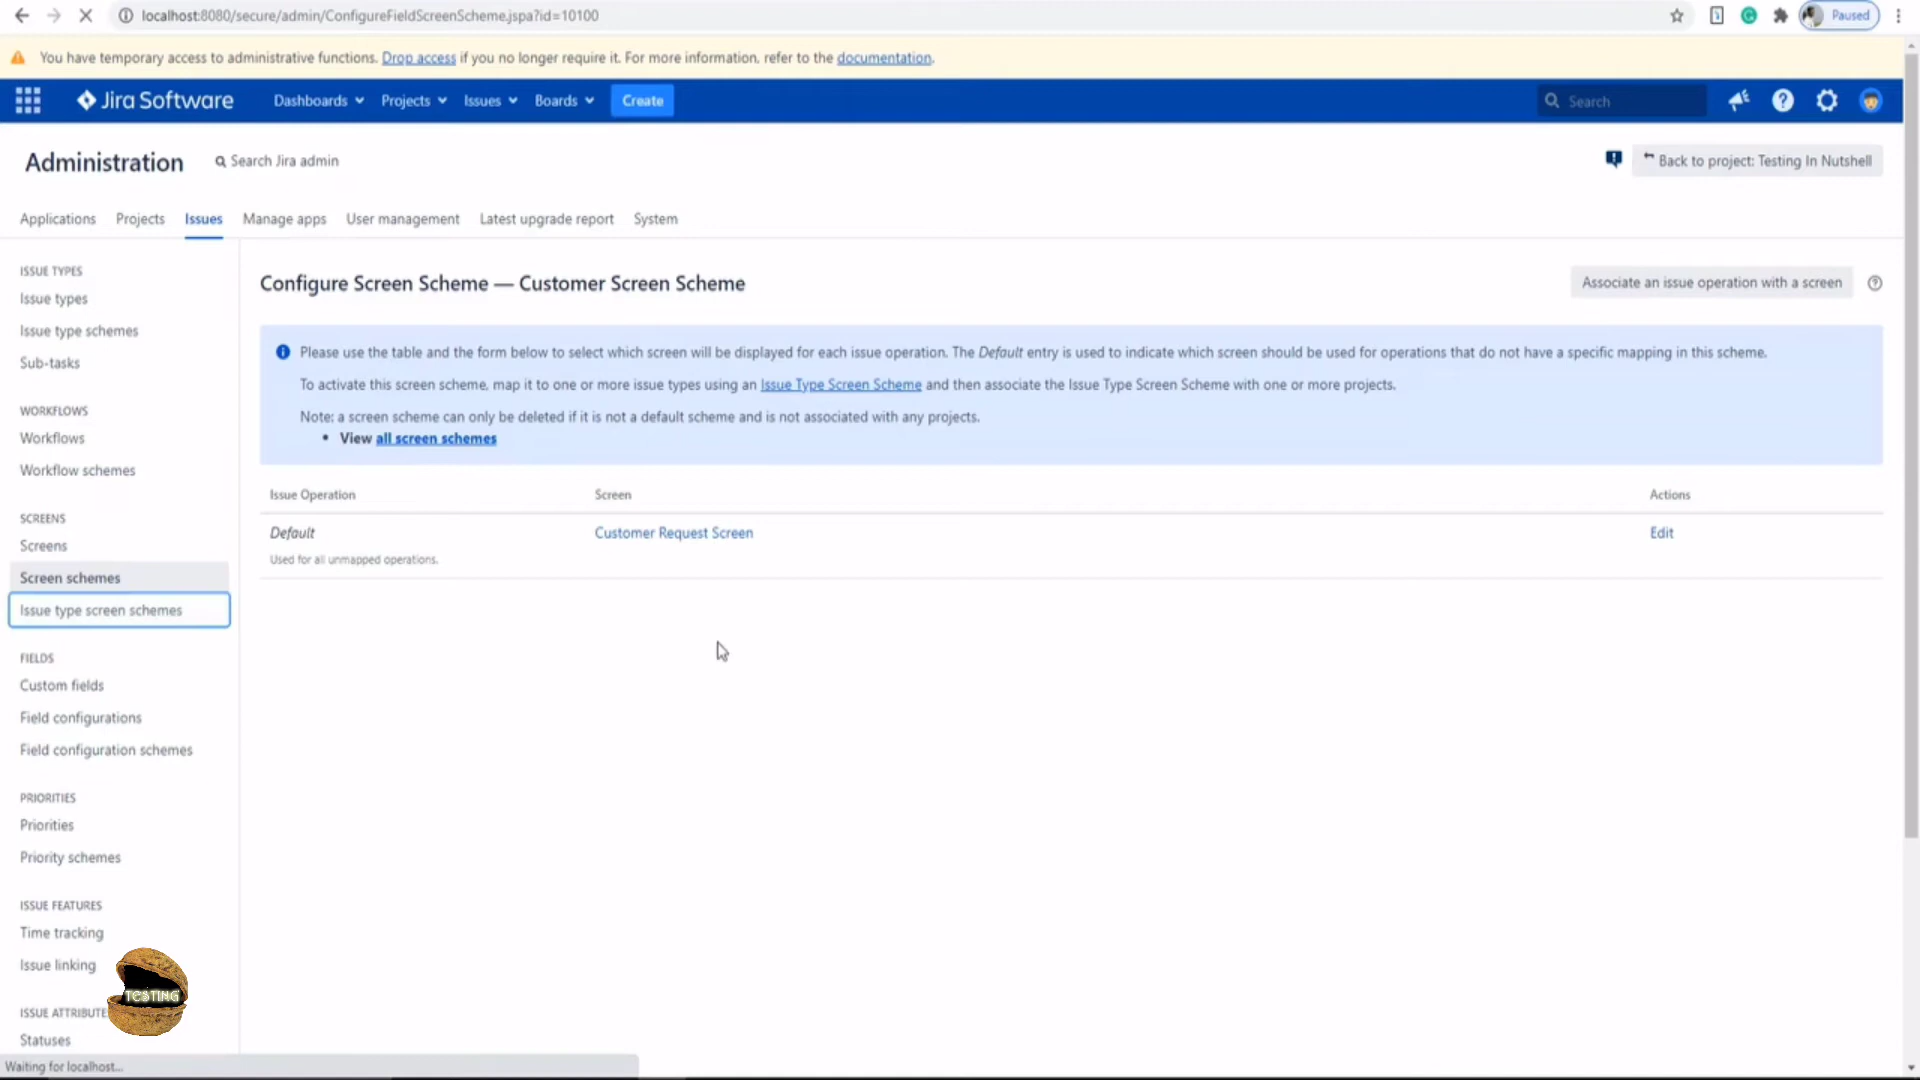 localhost:8080/secure/admin/ConfigureFieldScreenScheme.jspa?id=10100
Paused
You have temporary access to administrative functions. Drop access if you no longer require it. For more information, refer to the documentation.
Jira Software
Dashboards
Projects
Issues
Boards
Create
Search
Administration
Search Jira admin
Back to project: Testing In Nutshell
Applications
Projects
Issues
Manage apps
User management
Latest upgrade report
System
ISSUE TYPES
Issue types
Issue type schemes
Sub-tasks
WORKFLOWS
Workflows
Workflow schemes
SCREENS
Screens
Screen schemes
Issue type screen schemes
FIELDS
Custom fields
Field configurations
Field configuration schemes
PRIORITIES
Priorities
Priority schemes
ISSUE FEATURES
Time tracking
Issue linking
ISSUE ATTRIBUTE
Statuses
TESTING
Waiting for localhost...
Configure Screen Scheme — Customer Screen Scheme
Associate an issue operation with a screen
Please use the table and the form below to select which screen will be displayed for each issue operation. The Default entry is used to indicate which screen should be used for operations that do not have a specific mapping in this scheme.
To activate this screen scheme, map it to one or more issue types using an Issue Type Screen Scheme and then associate the Issue Type Screen Scheme with one or more projects.
Note: a screen scheme can only be deleted if it is not a default scheme and is not associated with any projects.
• View all screen schemes
Issue Operation
Screen
Actions
Default
Customer Request Screen
Edit
Used for all unmapped operations.